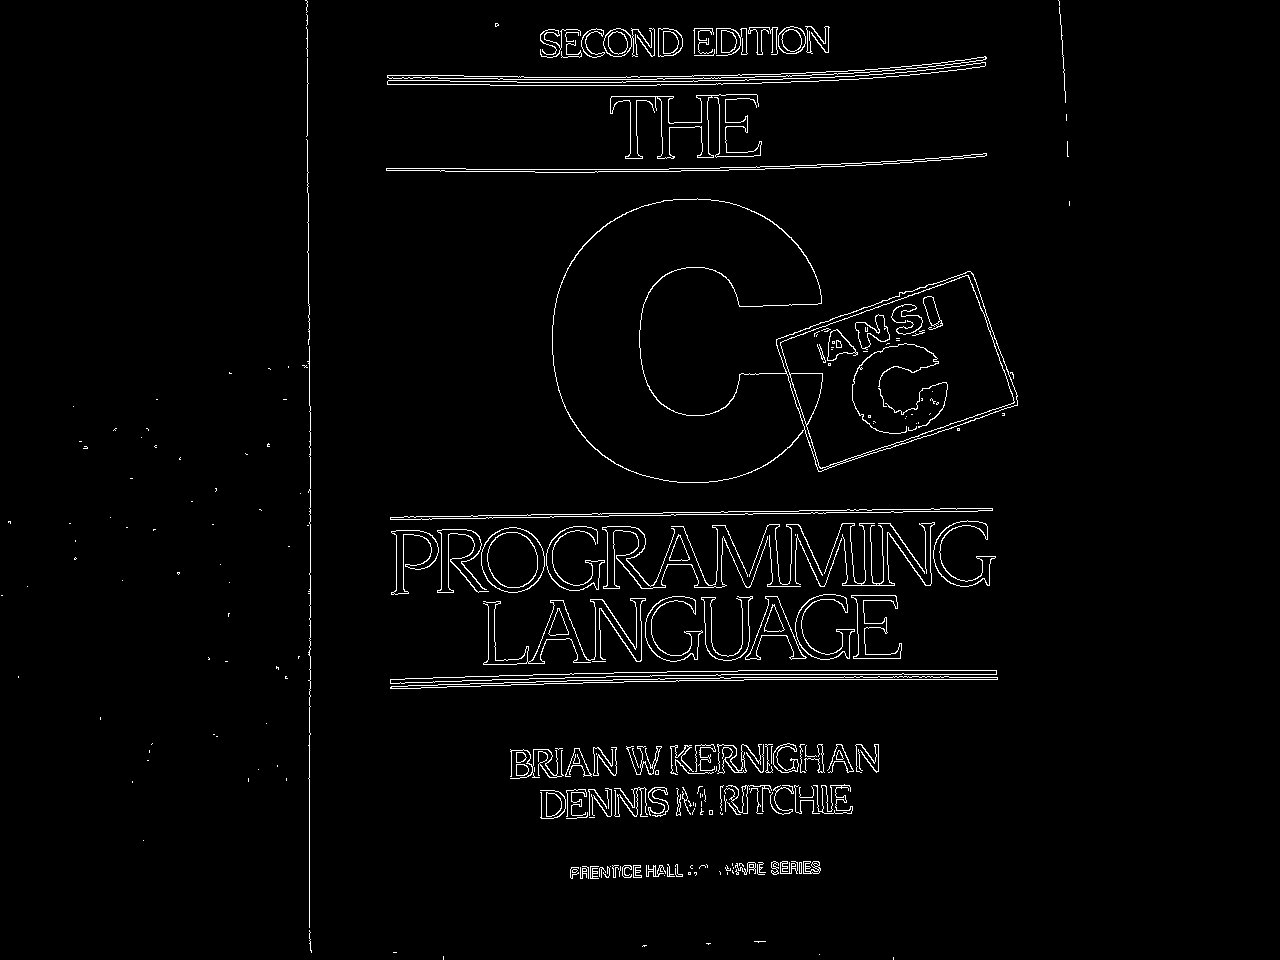 SECOND EDITION
THE
C
ANSI
C
PROGRAMMING
LANGUAGE
BRIAN W. KERNIGHAN
DENNIS M. RITCHIE
PRENTICE HALL SERIES